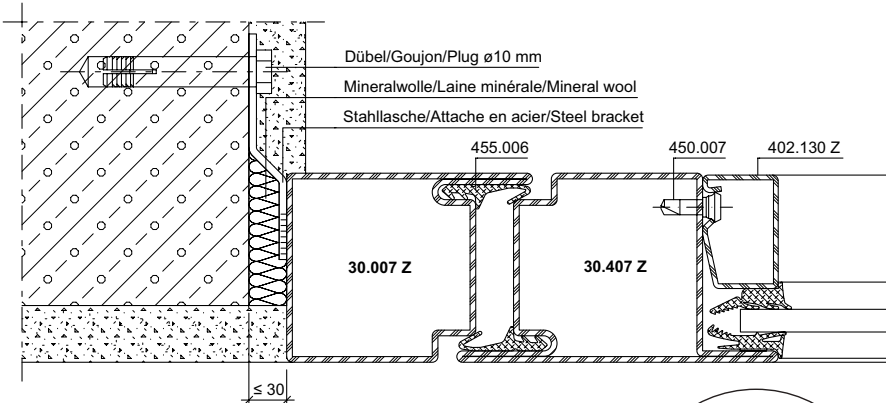 Dübel/Goujon/Plug ø10 mm
Mineralwolle/Laine minérale/Mineral wool
Stahllasche/Attache en acier/Steel bracket
455.006
450.007
402.130 Z
30.007 Z
30.407 Z
≤ 30